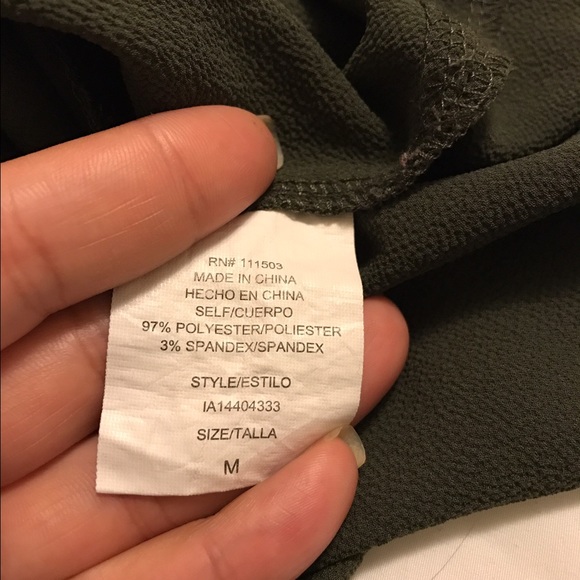 RN# 111503
MADE IN CHINA
HECHO EN CHINA
SELF/CUERPO
97% POLYESTER/POLIESTER
3% SPANDEX/SPANDEX
STYLE/ESTILO
IA14404333
SIZE/TALLA
M